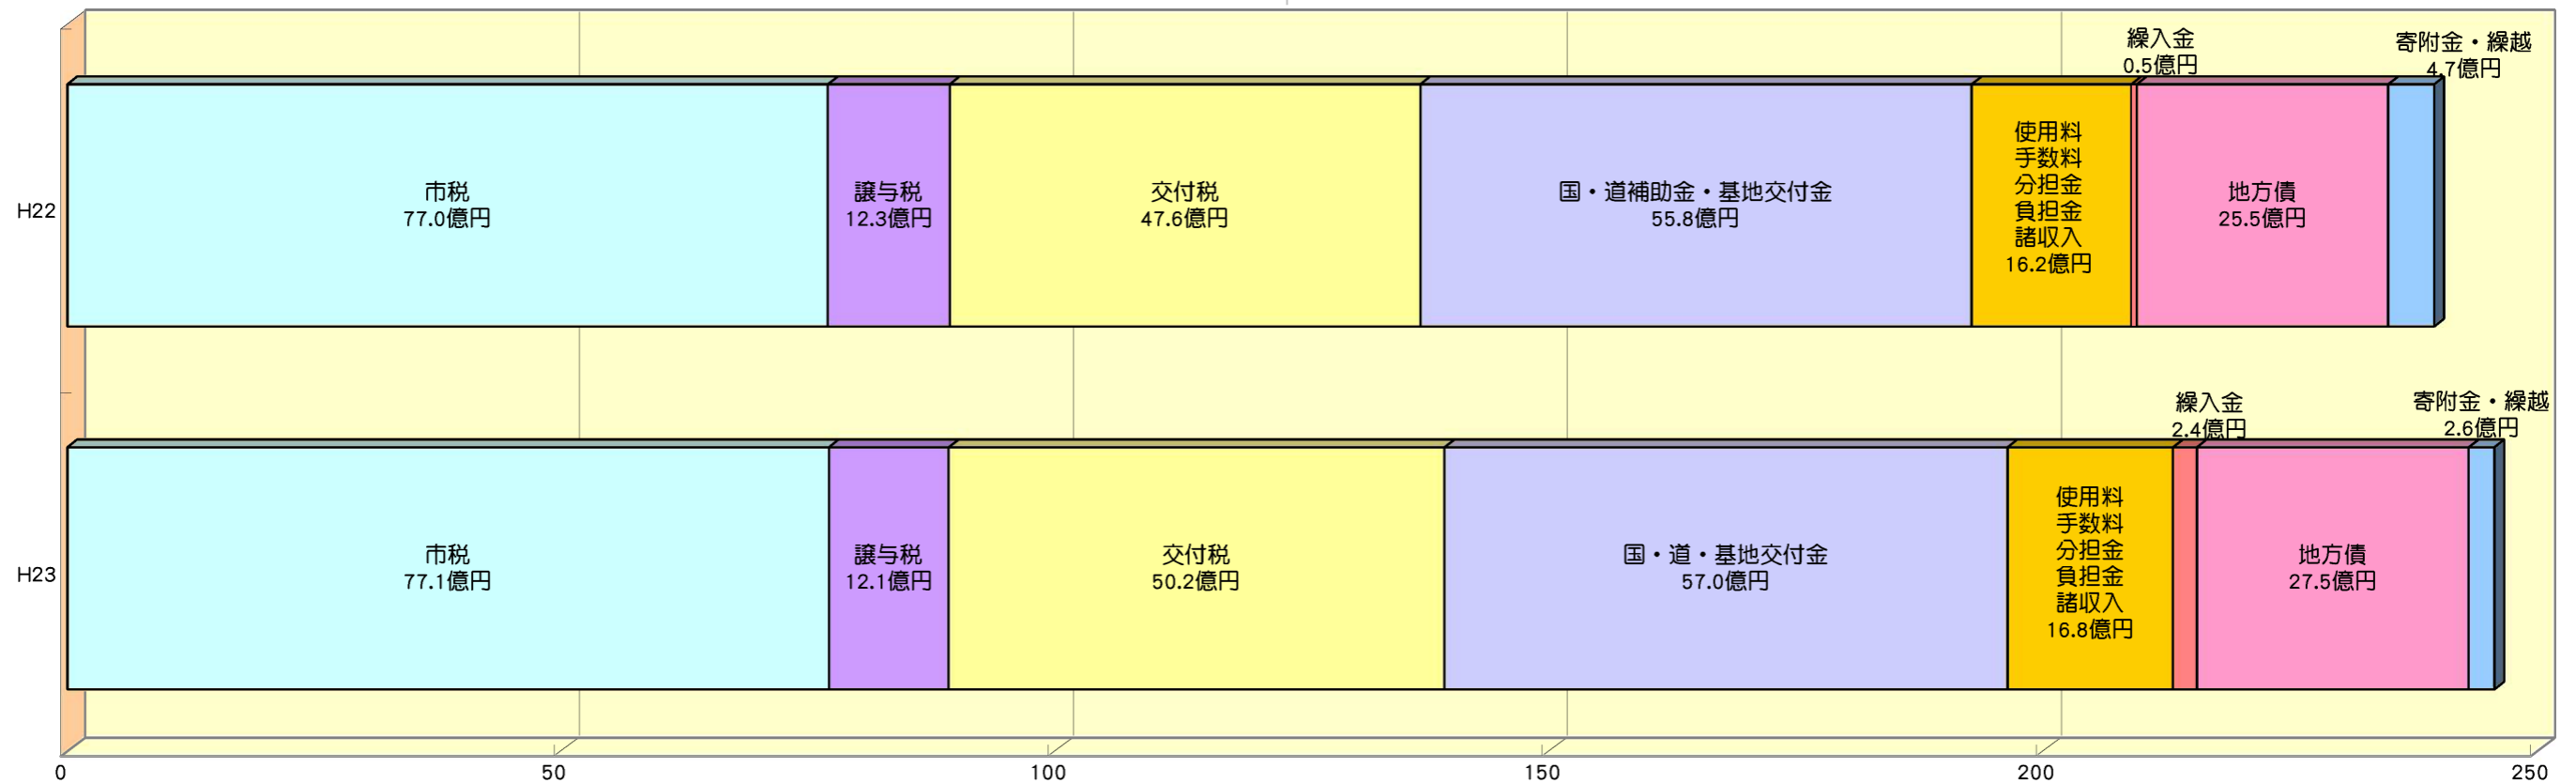 繰入金
0.5億円
寄附金・繰越
4.7億円
H22
市税
77.0億円
譲与税
12.3億円
交付税
47.6億円
国・道補助金・基地交付金
55.8億円
使用料
手数料
分担金
負担金
諸収入
16.2億円
地方債
25.5億円
繰入金
2.4億円
寄附金・繰越
2.6億円
H23
市税
77.1億円
譲与税
12.1億円
交付税
50.2億円
国・道・基地交付金
57.0億円
使用料
手数料
分担金
負担金
諸収入
16.8億円
地方債
27.5億円
0 50 100 150 200 250